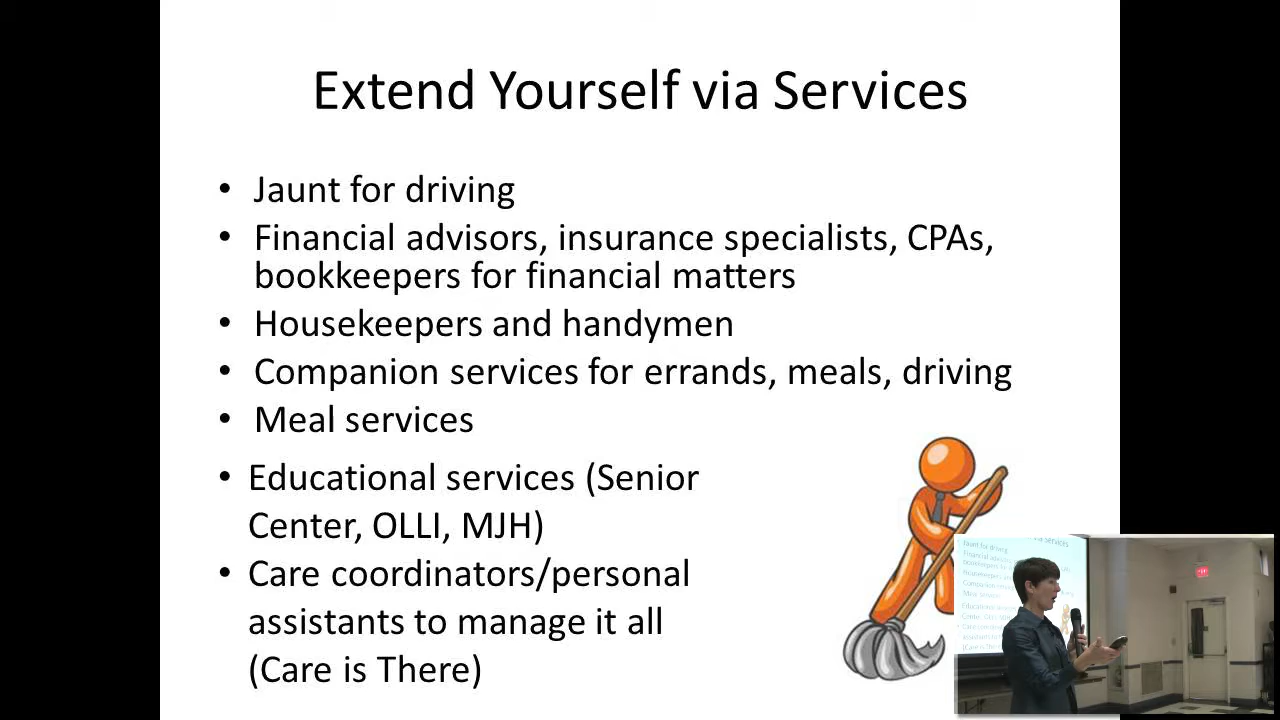 Extend Yourself via Services
• Jaunt for driving
• Financial advisors, insurance specialists, CPAs,
bookkeepers for financial matters
• Housekeepers and handymen
• Companion services for errands, meals, driving
• Meal services
• Educational services (Senior
Center, OLLI, MJH)
• Care coordinators/personal
assistants to manage it all
(Care is There)